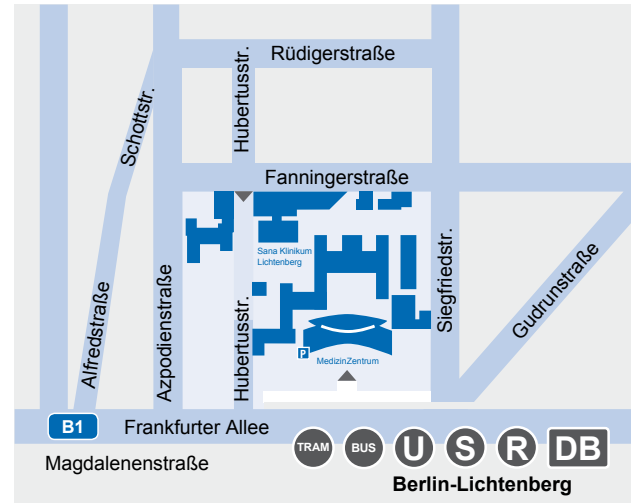 Rüdigerstraße
Hubertusstr.
Schottstr.
Fanningerstraße
Sana Klinikum
Lichtenberg
Siegfriedstr.
Gudrunstraße
Alfredstraße
Azpodienstraße
Hubertusstr.
P
MedizinZentrum
B1
Frankfurter Allee
TRAM BUS U S R DB
Magdalenenstraße
Berlin-Lichtenberg